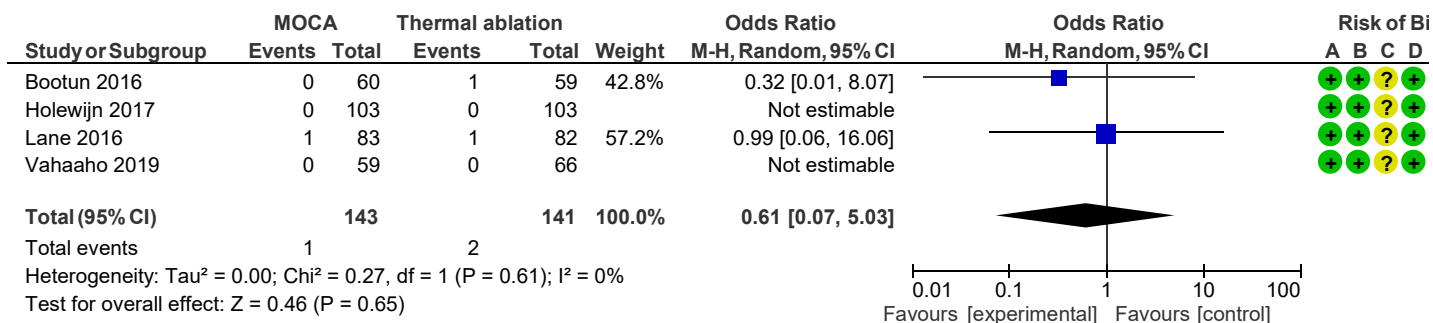 MOCA Thermal ablation Odds Ratio Odds Ratio Risk of Bi
Study or Subgroup Events Total Events Total Weight M-H, Random, 95% CI M-H, Random, 95% CI A B C D
Bootun 2016 0 60 1 59 42.8% 0.32 [0.01, 8.07] + + ? +
Holewijn 2017 0 103 0 103 Not estimable + + ? +
Lane 2016 1 83 1 82 57.2% 0.99 [0.06, 16.06] + + ? +
Vahaaho 2019 0 59 0 66 Not estimable + + ? +
Total (95% CI) 143 141 100.0% 0.61 [0.07, 5.03]
Total events 1 2
Heterogeneity: Tau² = 0.00; Chi² = 0.27, df = 1 (P = 0.61); I² = 0%
Test for overall effect: Z = 0.46 (P = 0.65)
0.01 0.1 1 10 100
Favours [experimental] Favours [control]